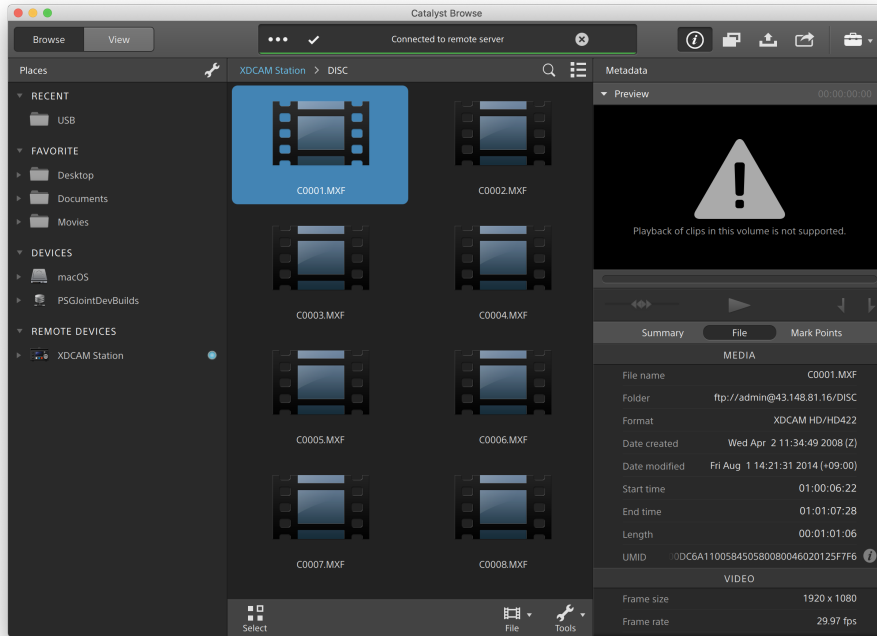 Catalyst Browse
Browse
View
Connected to remote server
Places
RECENT
USB
FAVORITE
Desktop
Documents
Movies
DEVICES
macOS
PSGJointDevBuilds
REMOTE DEVICES
XDCAM Station
XDCAM Station > DISC
C0001.MXF
C0002.MXF
C0003.MXF
C0004.MXF
C0005.MXF
C0006.MXF
C0007.MXF
C0008.MXF
Select
File
Tools
Metadata
Preview 00:00:00:00
Playback of clips in this volume is not supported.
Summary
File
Mark Points
MEDIA
File name C0001.MXF
Folder ftp://admin@43.148.81.16/DISC
Format XDCAM HD/HD422
Date created Wed Apr 2 11:34:49 2008 (Z)
Date modified Fri Aug 1 14:21:31 2014 (+09:00)
Start time 01:00:06:22
End time 01:01:07:28
Length 00:01:01:06
UMID 00DC6A110058450580080046020125F7F6
VIDEO
Frame size 1920 x 1080
Frame rate 29.97 fps